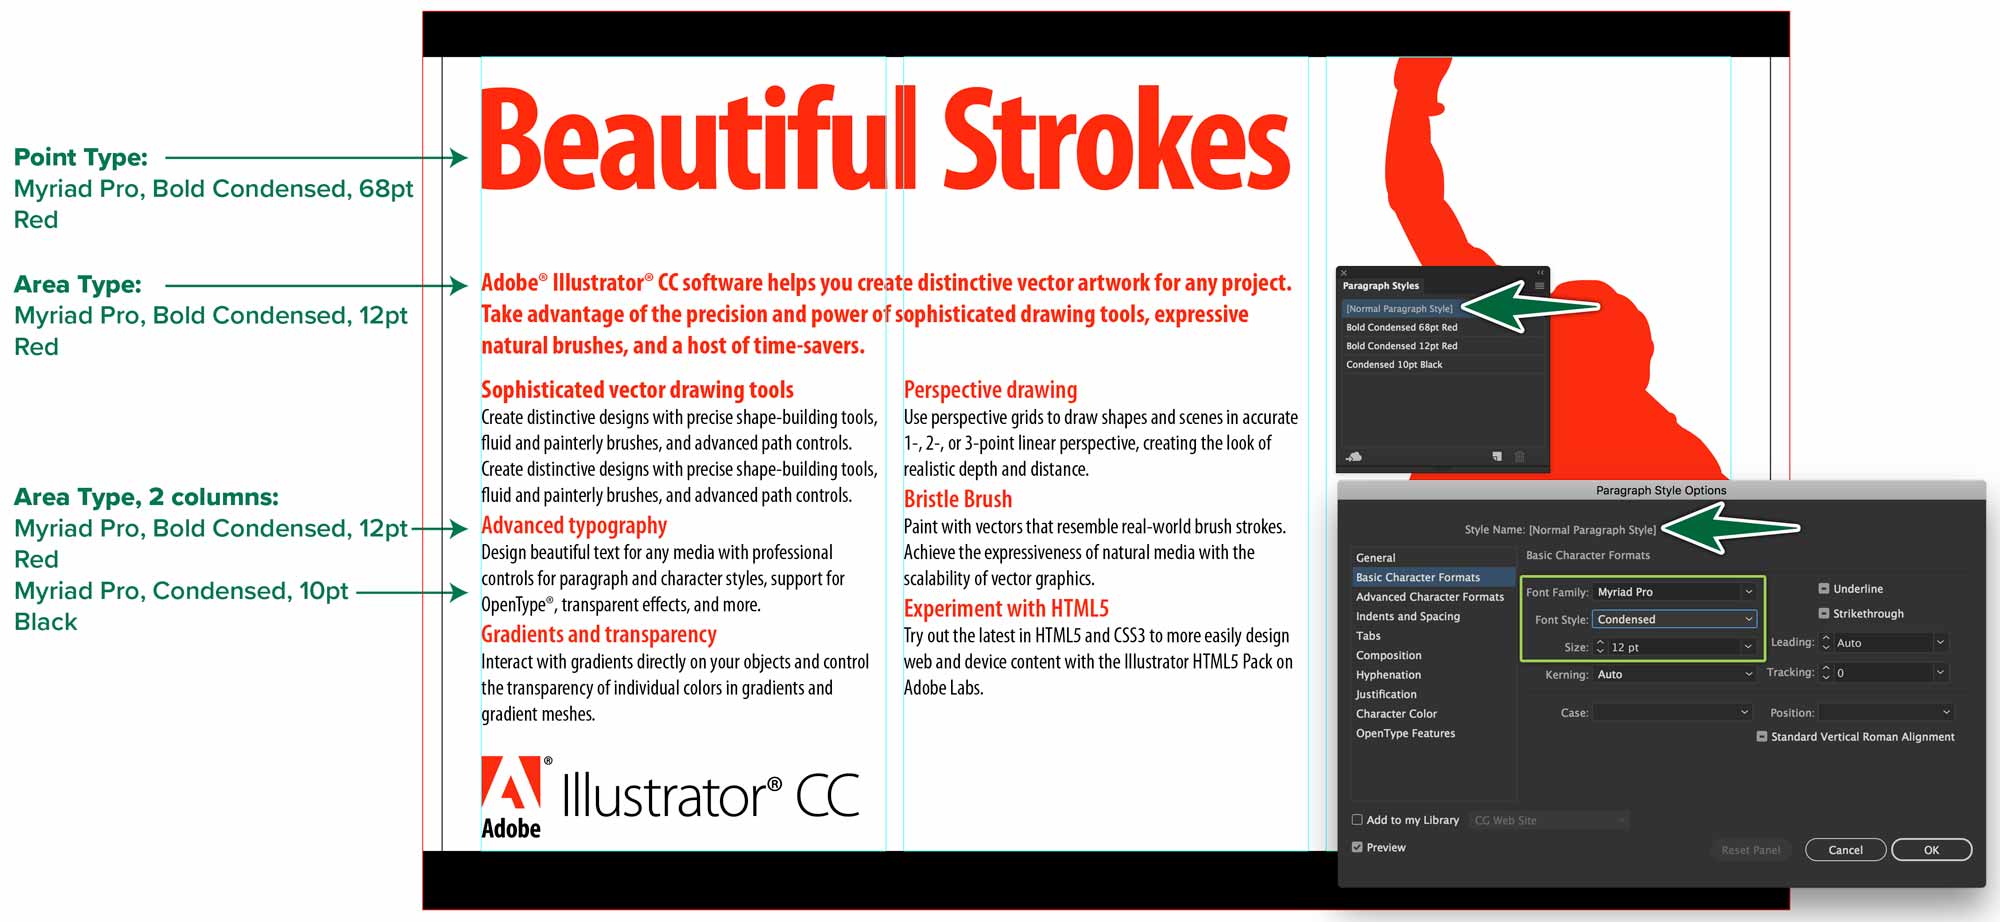 Point Type:
Myriad Pro, Bold Condensed, 68pt
Red
Area Type:
Myriad Pro, Bold Condensed, 12pt
Red
Area Type, 2 columns:
Myriad Pro, Bold Condensed, 12pt
Red
Myriad Pro, Condensed, 10pt
Black
Beautiful Strokes
Adobe® Illustrator® CC software helps you create distinctive vector artwork for any project.
Take advantage of the precision and power of sophisticated drawing tools, expressive
natural brushes, and a host of time-savers.
Sophisticated vector drawing tools
Create distinctive designs with precise shape-building tools,
fluid and painterly brushes, and advanced path controls.
Create distinctive designs with precise shape-building tools,
fluid and painterly brushes, and advanced path controls.
Advanced typography
Design beautiful text for any media with professional
controls for paragraph and character styles, support for
OpenType®, transparent effects, and more.
Gradients and transparency
Interact with gradients directly on your objects and control
the transparency of individual colors in gradients and
gradient meshes.
Perspective drawing
Use perspective grids to draw shapes and scenes in accurate
1-, 2-, or 3-point linear perspective, creating the look of
realistic depth and distance.
Bristle Brush
Paint with vectors that resemble real-world brush strokes.
Achieve the expressiveness of natural media with the
scalability of vector graphics.
Experiment with HTML5
Try out the latest in HTML5 and CSS3 to more easily design
web and device content with the Illustrator HTML5 Pack on
Adobe Labs.
® Illustrator® CC
Adobe
Paragraph Styles
[Normal Paragraph Style]
Bold Condensed 68pt Red
Bold Condensed 12pt Red
Condensed 10pt Black
Paragraph Style Options
Style Name: [Normal Paragraph Style]
General
Basic Character Formats
Advanced Character Formats
Indents and Spacing
Tabs
Composition
Hyphenation
Justification
Character Color
OpenType Features
Basic Character Formats
Font Family: Myriad Pro
Underline
Font Style: Condensed
Strikethrough
Size: 12 pt
Leading: Auto
Kerning: Auto
Tracking: 0
Case:
Position:
Standard Vertical Roman Alignment
Add to my Library
CG Web Site
Preview
Reset Panel
Cancel
OK